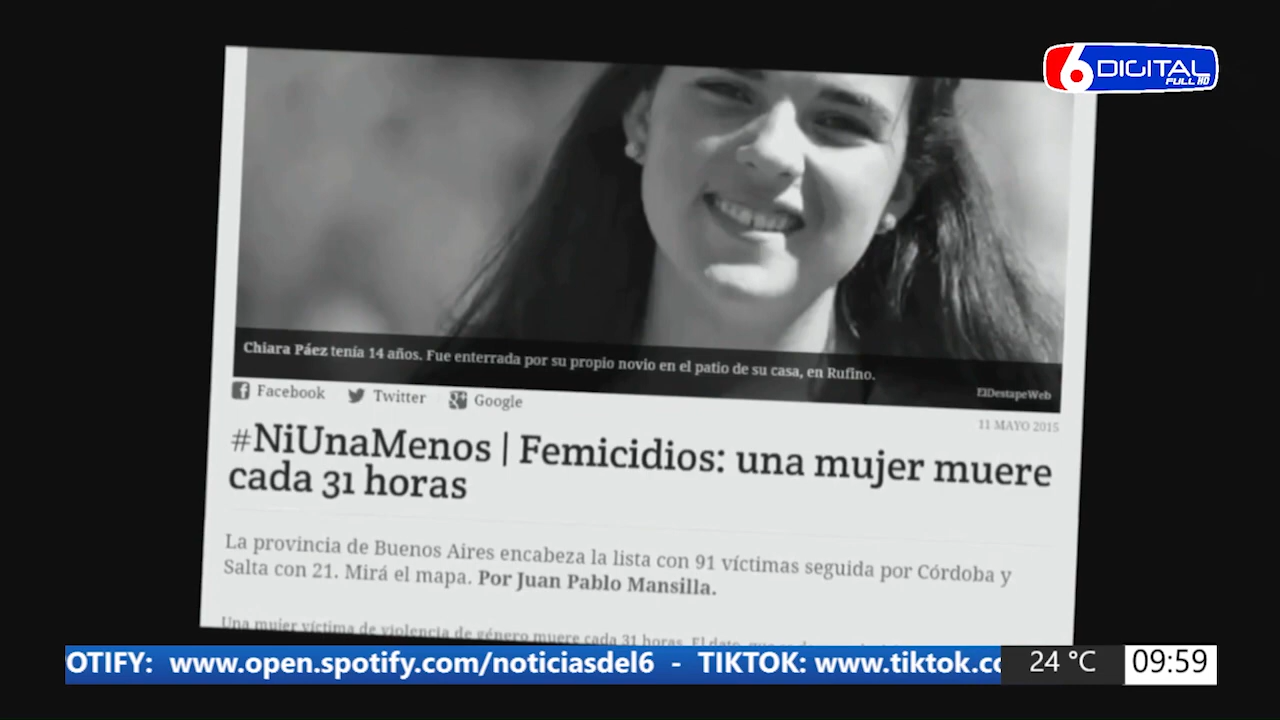 6 DIGITAL
FULL HD
Chiara Páez tenía 14 años. Fue enterrada por su propio novio en el patio de su casa, en Rufino.
ElDestapeWeb
Facebook Twitter Google
11 MAYO 2015
#NiUnaMenos | Femicidios: una mujer muere
cada 31 horas
La provincia de Buenos Aires encabeza la lista con 91 víctimas seguida por Córdoba y
Salta con 21. Mirá el mapa. Por Juan Pablo Mansilla.
Una mujer víctima de violencia de género muere cada 31 horas. El dato, que
OTIFY: www.open.spotify.com/noticiasdel6 - TIKTOK: www.tiktok.co
24 °C 09:59